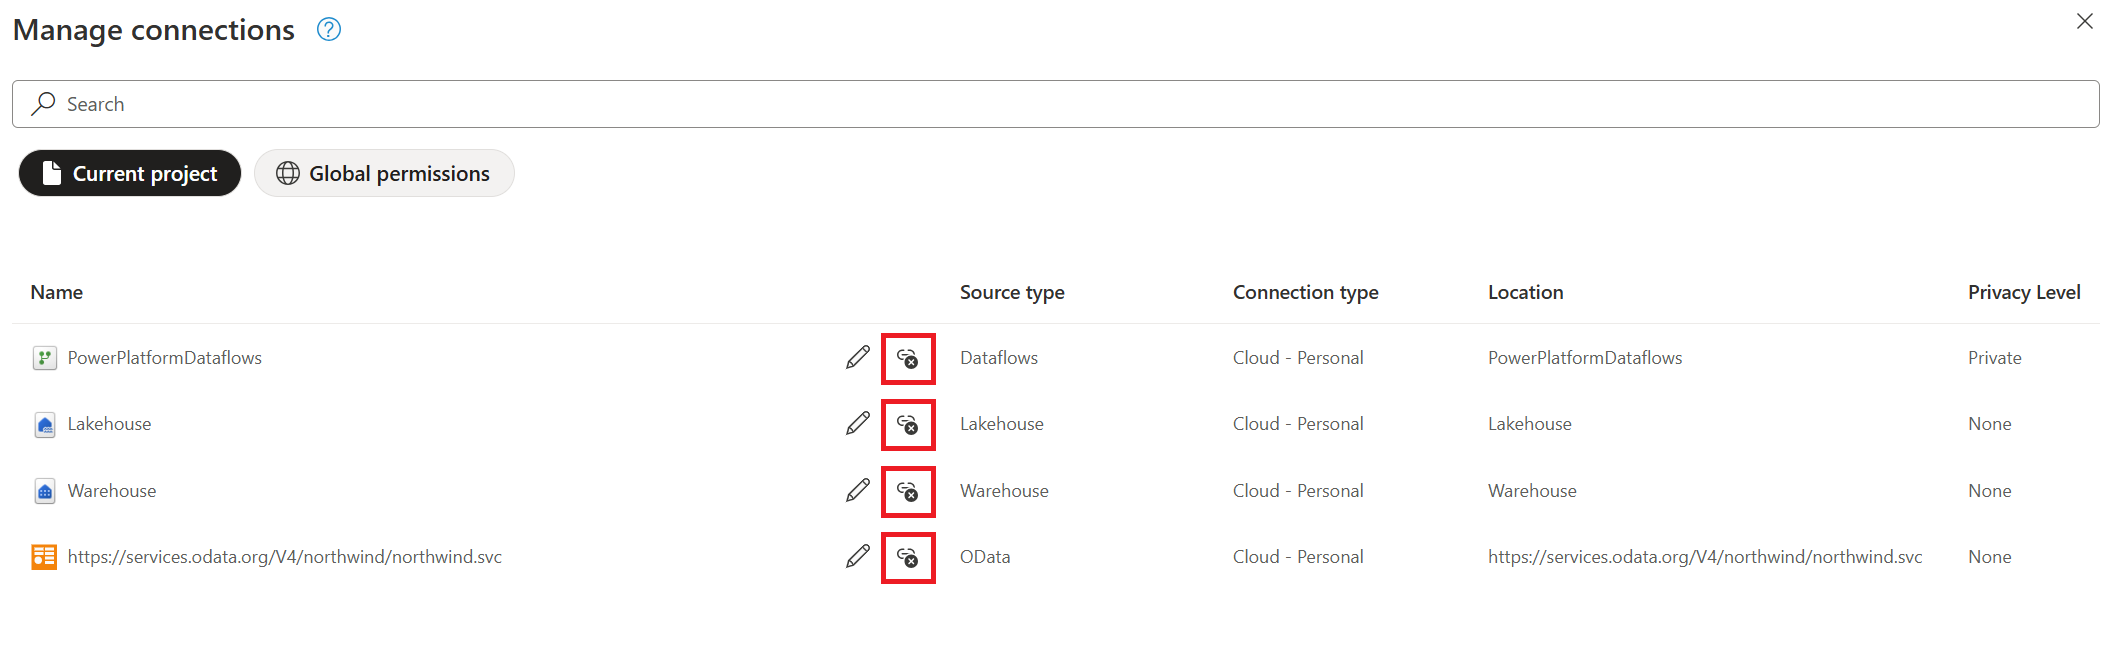 Manage connections
Search
Current project Global permissions
Name Source type Connection type Location Privacy Level
PowerPlatformDataflows Dataflows Cloud - Personal PowerPlatformDataflows Private
Lakehouse Lakehouse Cloud - Personal Lakehouse None
Warehouse Warehouse Cloud - Personal Warehouse None
https://services.odata.org/V4/northwind/northwind.svc OData Cloud - Personal https://services.odata.org/V4/northwind/northwind.svc None